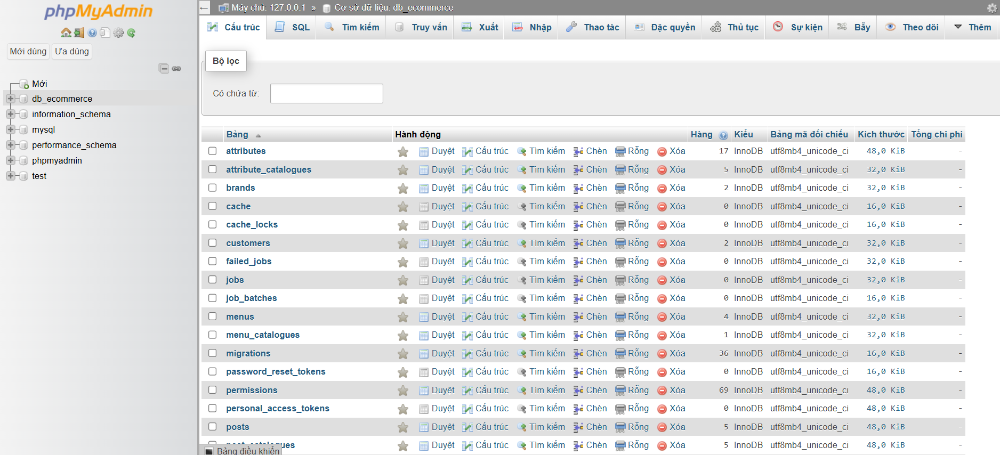 phpMyAdmin
Mới dùng Ưa dùng
Mới
db_ecommerce
information_schema
mysql
performance_schema
phpmyadmin
test
Máy chủ: 127.0.0.1 » Cơ sở dữ liệu: db_ecommerce
Cấu trúc SQL Tìm kiếm Truy vấn Xuất Nhập Thao tác Đặc quyền Thủ tục Sự kiện Bẫy Theo dõi Thêm
Bộ lọc
Có chứa từ:
Bảng Hành động Hàng Kiểu Bảng mã đối chiếu Kích thước Tổng chi phí
attributes Duyệt Cấu trúc Tìm kiếm Chèn Rỗng Xóa 17 InnoDB utf8mb4_unicode_ci 48,0 KiB -
attribute_catalogues Duyệt Cấu trúc Tìm kiếm Chèn Rỗng Xóa 5 InnoDB utf8mb4_unicode_ci 32,0 KiB -
brands Duyệt Cấu trúc Tìm kiếm Chèn Rỗng Xóa 2 InnoDB utf8mb4_unicode_ci 32,0 KiB -
cache Duyệt Cấu trúc Tìm kiếm Chèn Rỗng Xóa 0 InnoDB utf8mb4_unicode_ci 16,0 KiB -
cache_locks Duyệt Cấu trúc Tìm kiếm Chèn Rỗng Xóa 0 InnoDB utf8mb4_unicode_ci 16,0 KiB -
customers Duyệt Cấu trúc Tìm kiếm Chèn Rỗng Xóa 2 InnoDB utf8mb4_unicode_ci 32,0 KiB -
failed_jobs Duyệt Cấu trúc Tìm kiếm Chèn Rỗng Xóa 0 InnoDB utf8mb4_unicode_ci 32,0 KiB -
jobs Duyệt Cấu trúc Tìm kiếm Chèn Rỗng Xóa 0 InnoDB utf8mb4_unicode_ci 32,0 KiB -
job_batches Duyệt Cấu trúc Tìm kiếm Chèn Rỗng Xóa 0 InnoDB utf8mb4_unicode_ci 16,0 KiB -
menus Duyệt Cấu trúc Tìm kiếm Chèn Rỗng Xóa 4 InnoDB utf8mb4_unicode_ci 32,0 KiB -
menu_catalogues Duyệt Cấu trúc Tìm kiếm Chèn Rỗng Xóa 1 InnoDB utf8mb4_unicode_ci 32,0 KiB -
migrations Duyệt Cấu trúc Tìm kiếm Chèn Rỗng Xóa 36 InnoDB utf8mb4_unicode_ci 16,0 KiB -
password_reset_tokens Duyệt Cấu trúc Tìm kiếm Chèn Rỗng Xóa 0 InnoDB utf8mb4_unicode_ci 16,0 KiB -
permissions Duyệt Cấu trúc Tìm kiếm Chèn Rỗng Xóa 69 InnoDB utf8mb4_unicode_ci 48,0 KiB -
personal_access_tokens Duyệt Cấu trúc Tìm kiếm Chèn Rỗng Xóa 0 InnoDB utf8mb4_unicode_ci 48,0 KiB -
posts Duyệt Cấu trúc Tìm kiếm Chèn Rỗng Xóa 5 InnoDB utf8mb4_unicode_ci 48,0 KiB -
post_catalogues Duyệt Cấu trúc Tìm kiếm Chèn Rỗng Xóa 5 InnoDB utf8mb4_unicode_ci 48,0 KiB -
Bảng điều khiển